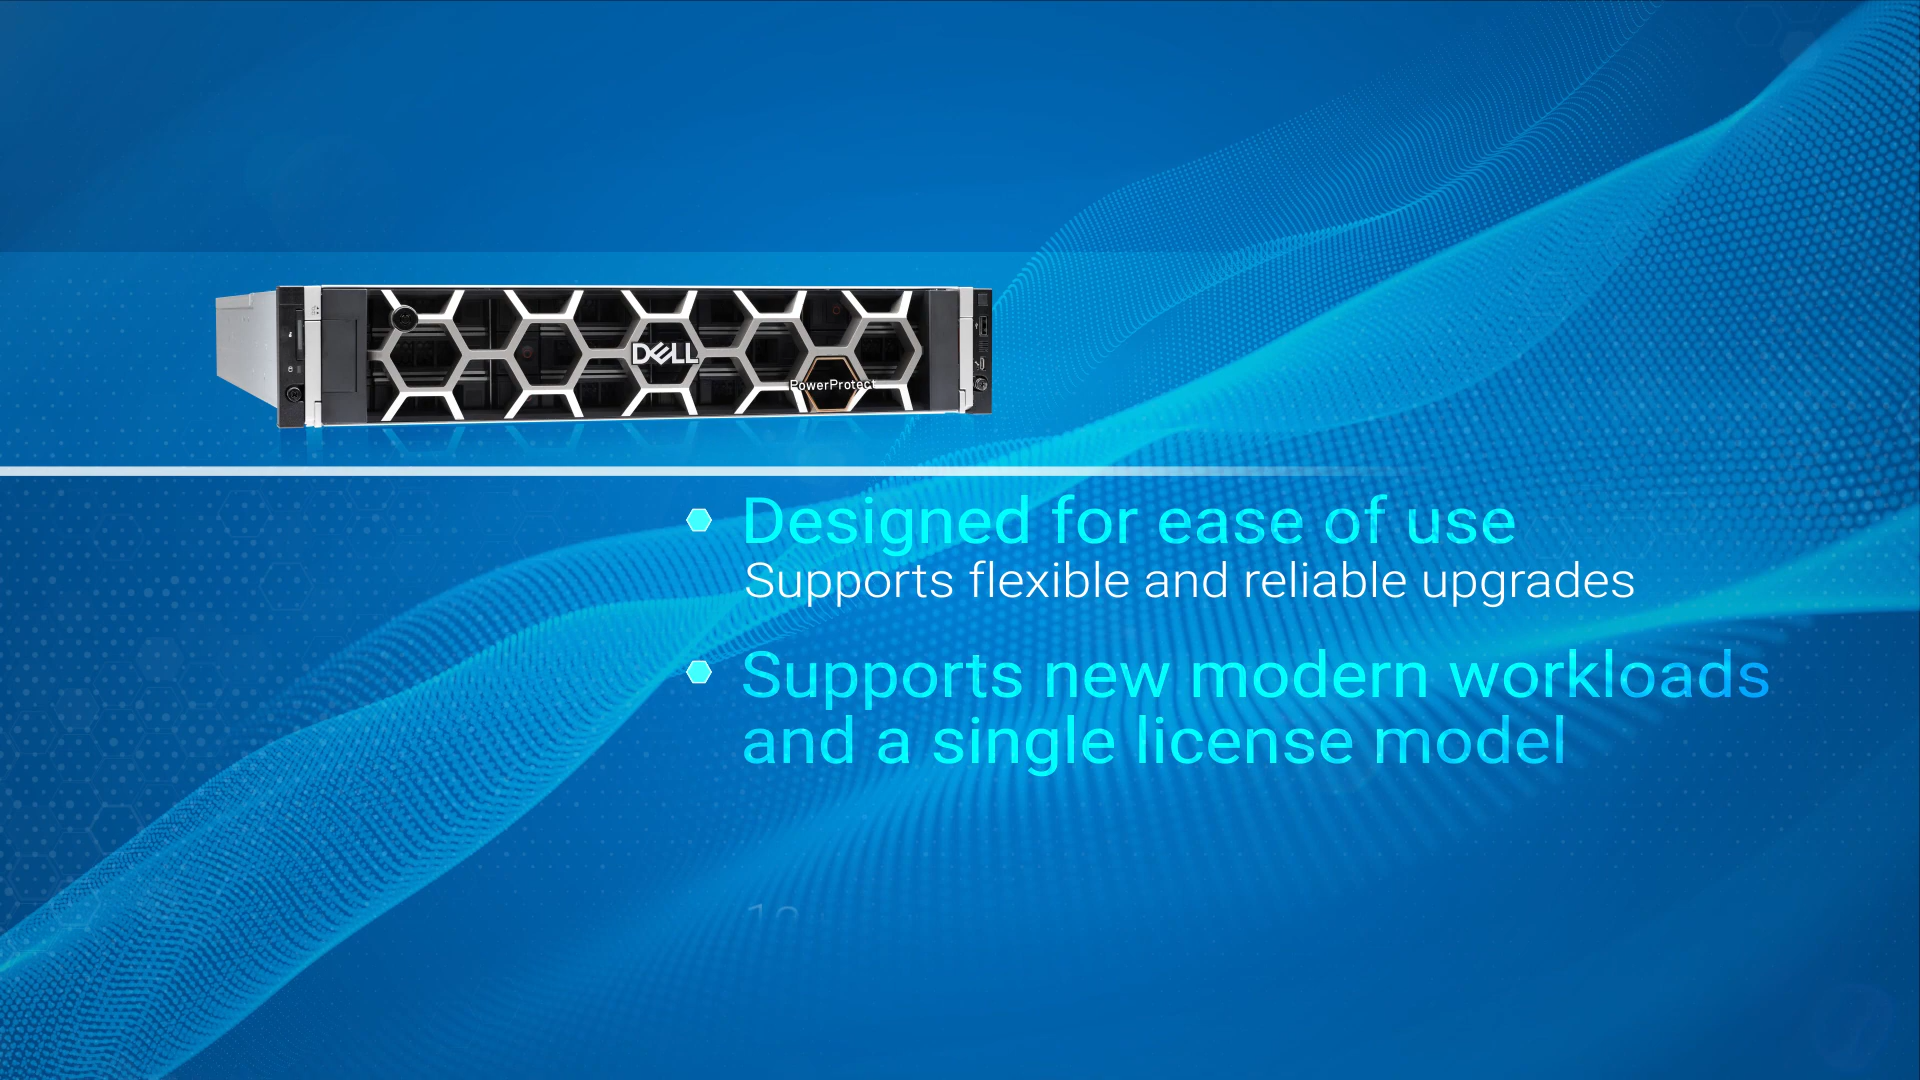 DELL
PowerProtect
Designed for ease of use
Supports flexible and reliable upgrades
Supports new modern workloads
and a single license model